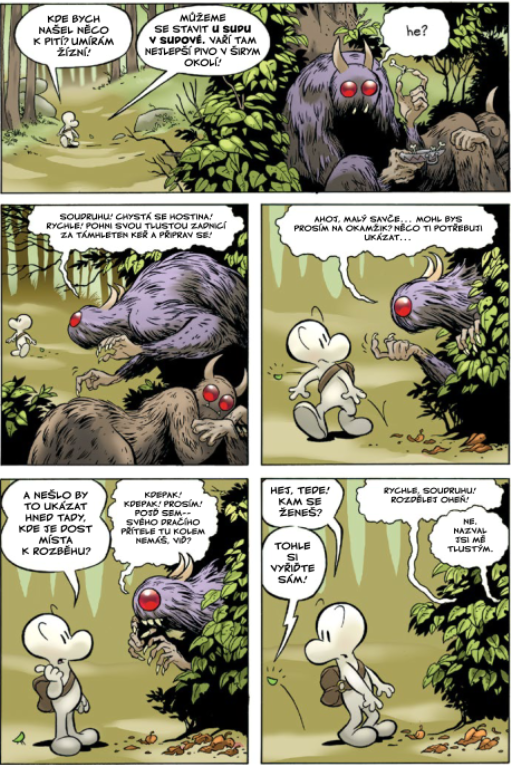 KDE BYCH
NAŠEL NĚCO
K PITÍ? UMÍRÁM
ŽÍZNÍ!
MŮŽEME
SE STAVIT U SUDU
V SUDOVĚ. VAŘÍ TAM
NEJLEPŠÍ PIVO V ŠIRYM
OKOLÍ!
he?
SOUDRUHU! CHYSTÁ SE HOSTINA!
RYCHLE! POHNI SVOU TLUSTOU ZADNICÍ
ZA TÁMHLETEN KEŘ A PŘIPRAV SE!
AHOJ, MALÝ SAVČE... MOHL BYS
PROSÍM NA OKAMŽIK? NĚCO TI POTŘEBUJI
UKÁZAT...
A NEŠLO BY
TO UKÁZAT
HNED TADY,
KDE JE DOST
MÍSTA
K ROZBĚHU?
KDEPAK!
KDEPAK! PROSÍM!
POJĎ SEM--
SVÉHO DRAČÍHO
PŘÍTELE TU KOLEM
NEMÁŠ, VIĎ?
HEJ, TEDE!
KAM SE
ŽENEŠ?
TOHLE
SI
VYŘIĎTE
SÁM!
RYCHLE, SOUDRUHU!
ROZDĚLEJ OHEŇ!
NE,
NAZVAL
JSI MĚ
TLUSTÝM.